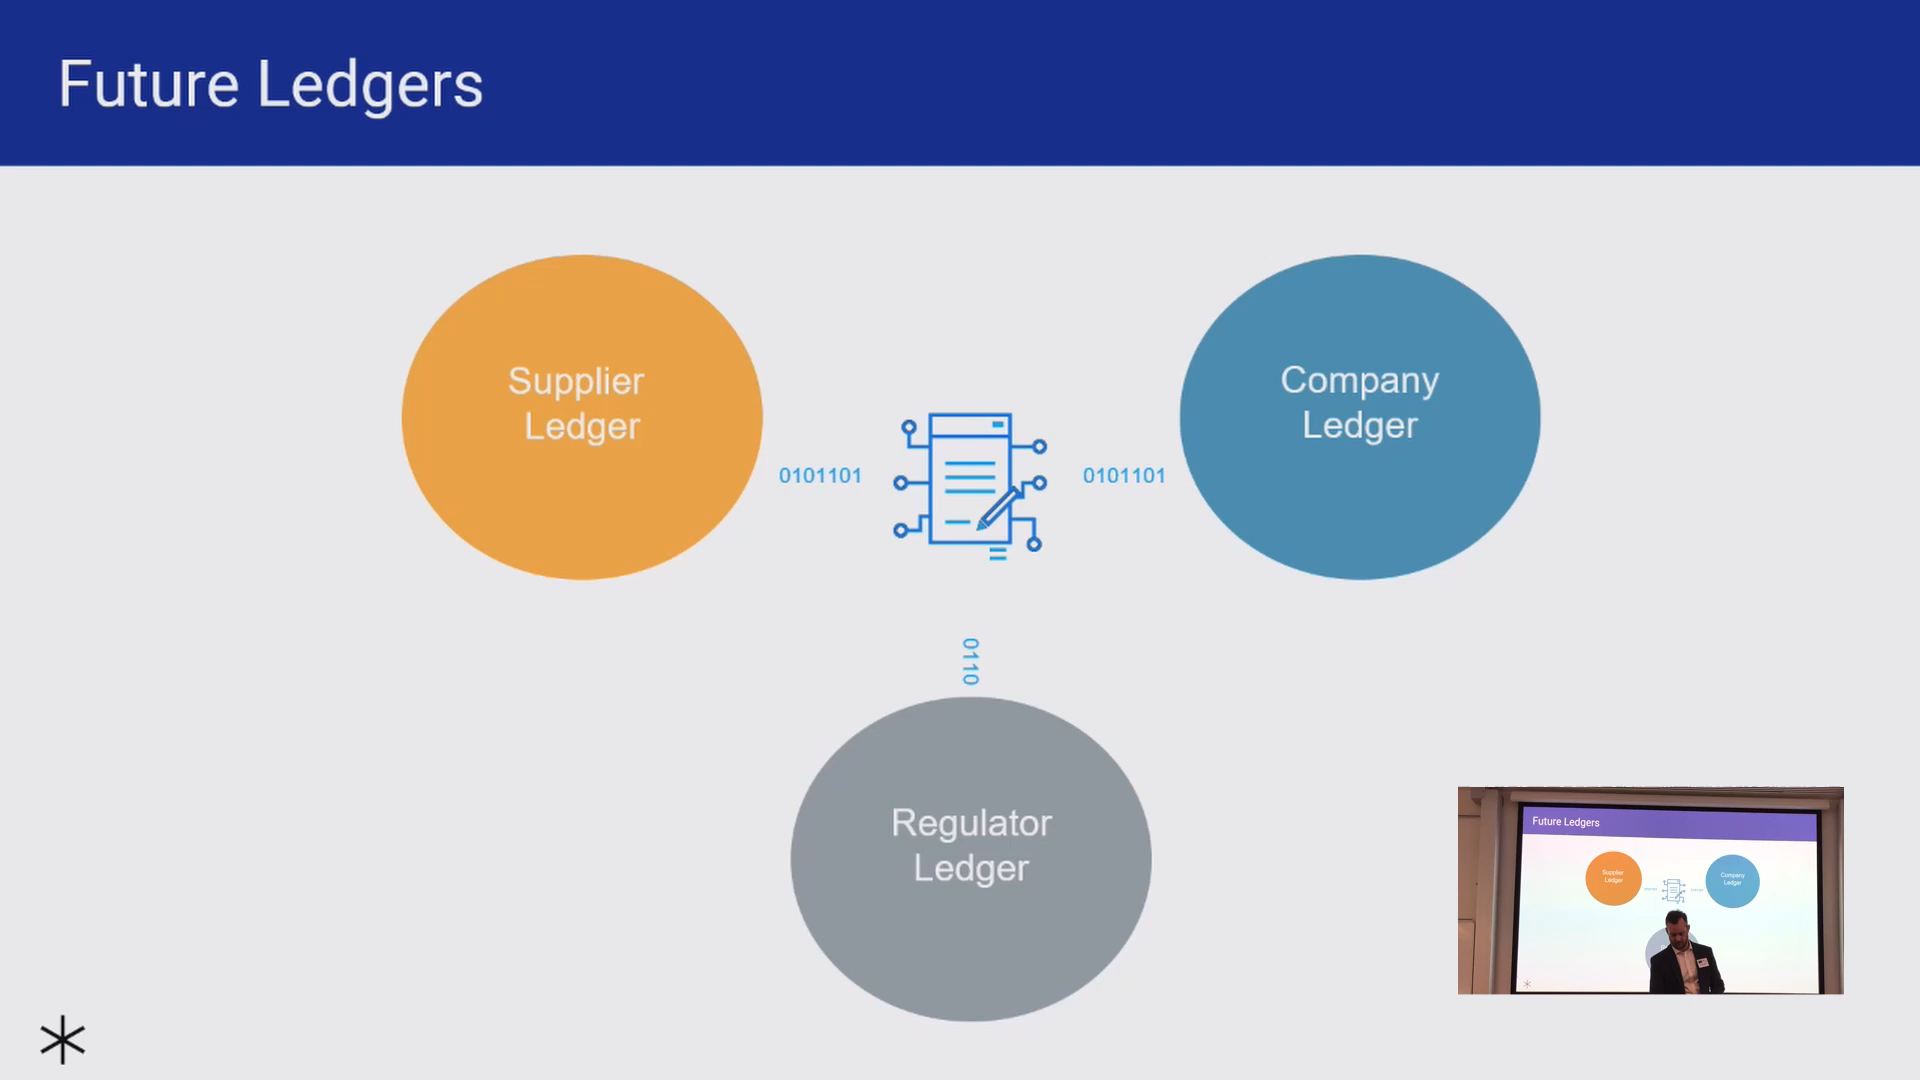 Future Ledgers
Supplier
Ledger
Company
Ledger
0101101
0101101
0110
Regulator
Ledger
Future Ledgers
Supplier
Ledger
Company
Ledger